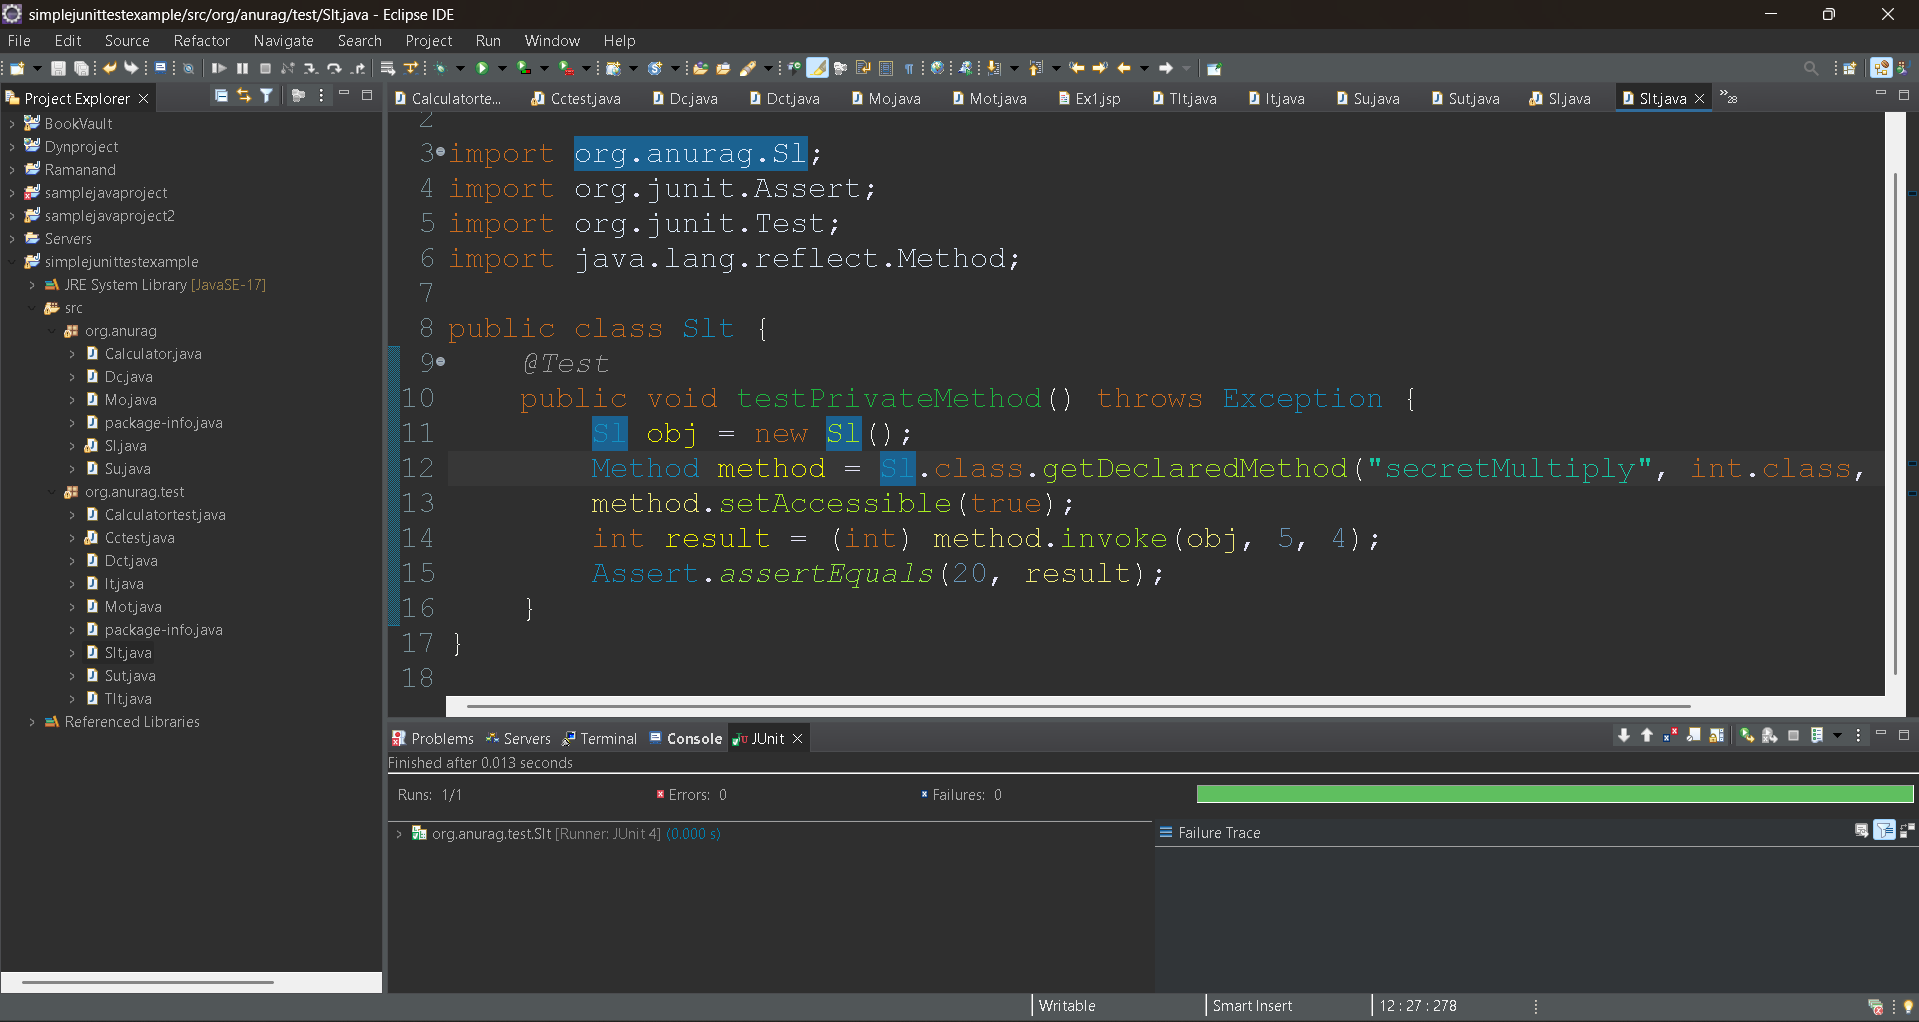 simplejunittestexample/src/org/anurag/test/Slt.java - Eclipse IDE
File Edit Source Refactor Navigate Search Project Run Window Help
Project Explorer
Calculatorte... Cctest.java Dc.java Dct.java Mo.java Mot.java Ex1.jsp Tlt.java It.java Su.java Sut.java Sl.java Slt.java »28
BookVault
Dynproject
Ramanand
samplejavaproject
samplejavaproject2
Servers
simplejunittestexample
JRE System Library [JavaSE-17]
src
org.anurag
Calculator.java
Dc.java
Mo.java
package-info.java
Sl.java
Su.java
org.anurag.test
Calculatortest.java
Cctest.java
Dct.java
It.java
Mot.java
package-info.java
Slt.java
Sut.java
Tlt.java
Referenced Libraries
2
3 import org.anurag.Sl;
4 import org.junit.Assert;
5 import org.junit.Test;
6 import java.lang.reflect.Method;
7
8 public class Slt {
9 @Test
10 public void testPrivateMethod() throws Exception {
11 Sl obj = new Sl();
12 Method method = Sl.class.getDeclaredMethod("secretMultiply", int.class,
13 method.setAccessible(true);
14 int result = (int) method.invoke(obj, 5, 4);
15 Assert.assertEquals(20, result);
16 }
17 }
18
Problems Servers Terminal Console JUnit
Finished after 0.013 seconds
Runs: 1/1 Errors: 0 Failures: 0
org.anurag.test.Slt [Runner: JUnit 4] (0.000 s)
Failure Trace
Writable Smart Insert 12 : 27 : 278